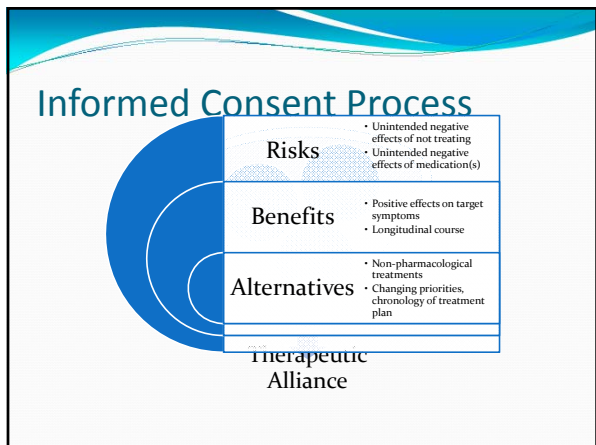 Informed Consent Process
Risks
• Unintended negative
effects of not treating
• Unintended negative
effects of medication(s)
Benefits
• Positive effects on target
symptoms
• Longitudinal course
Alternatives
• Non-pharmacological
treatments
• Changing priorities,
chronology of treatment
plan
Therapeutic
Alliance